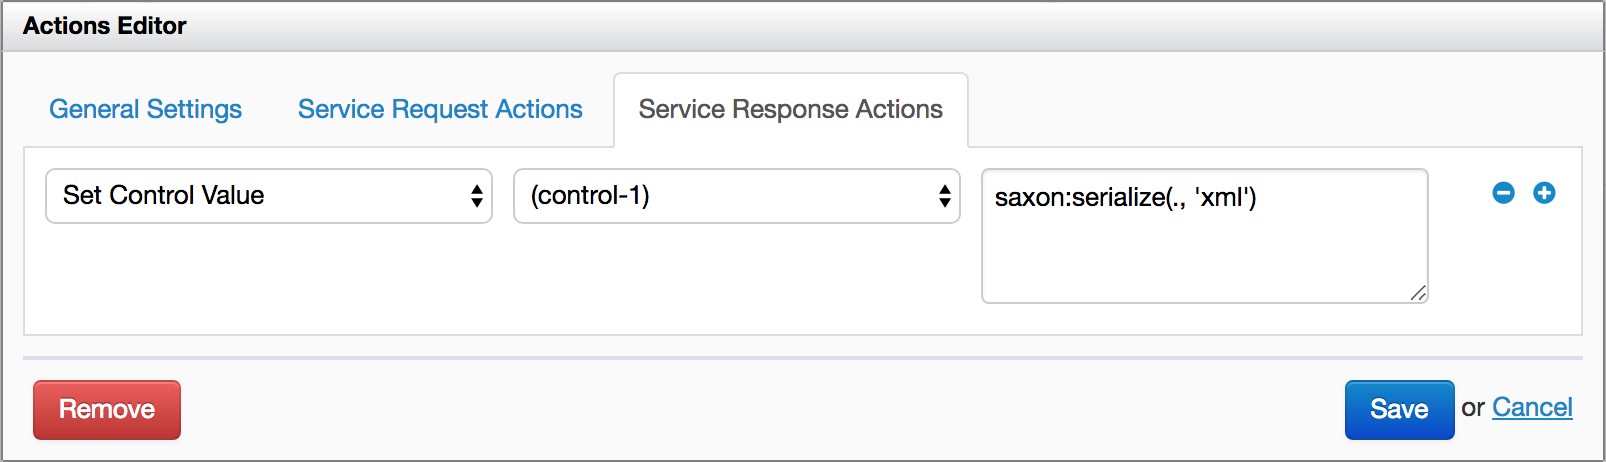 Actions Editor
General Settings Service Request Actions Service Response Actions
Set Control Value (control-1) saxon:serialize(., 'xml')
Remove Save or Cancel